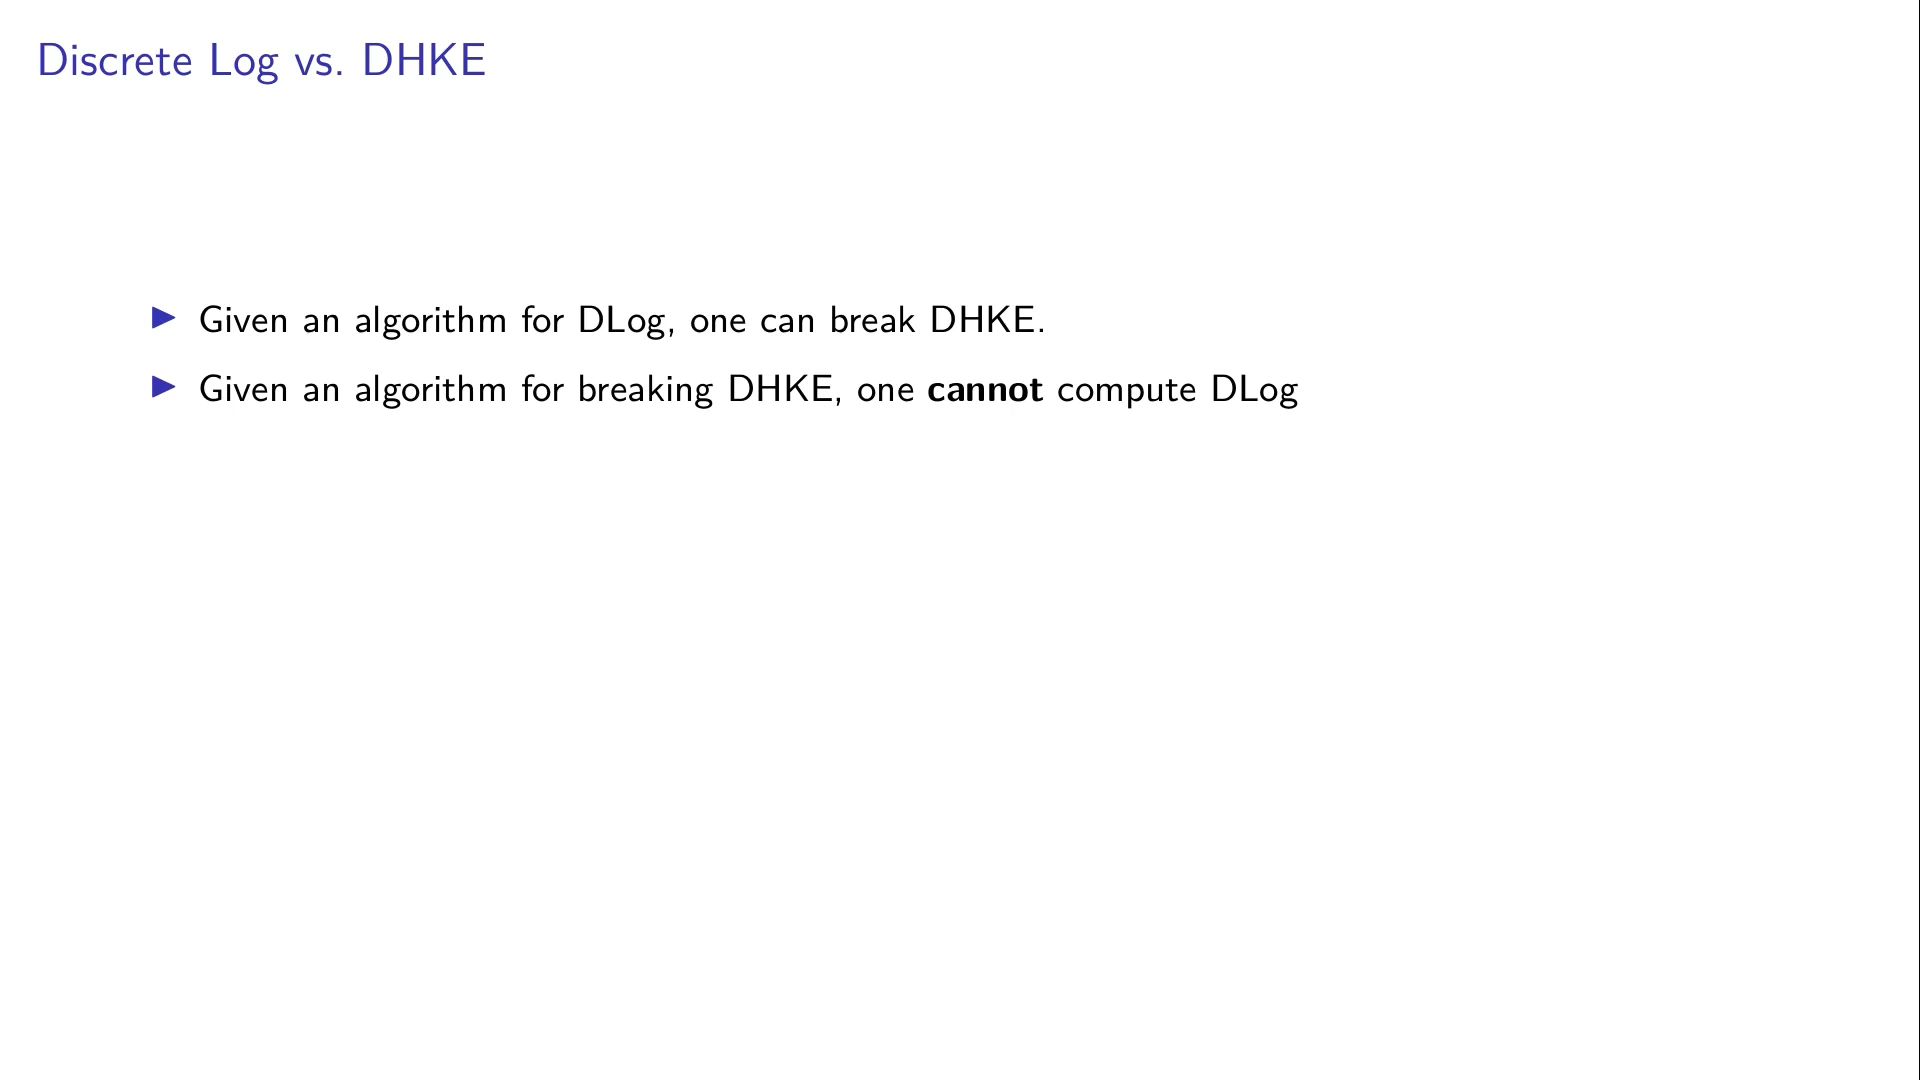 Discrete Log vs. DHKE
Given an algorithm for DLog, one can break DHKE.
Given an algorithm for breaking DHKE, one cannot compute DLog